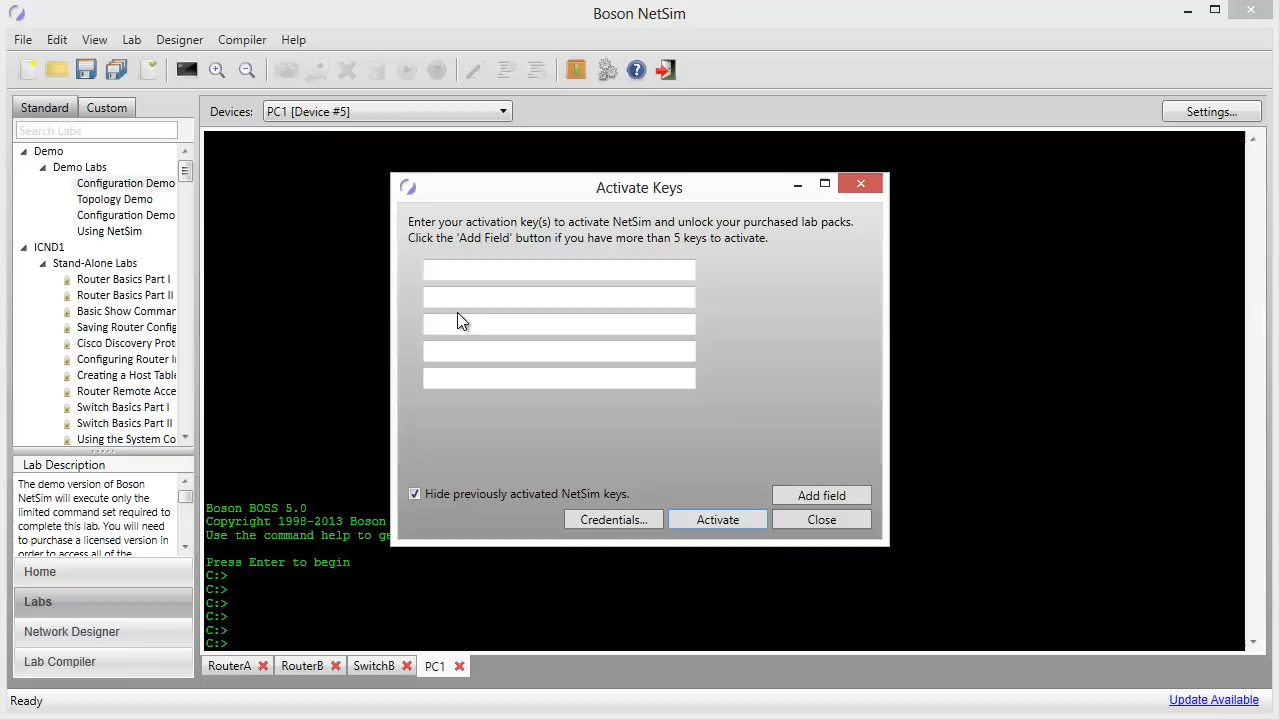 Boson NetSim
File Edit View Lab Designer Compiler Help
Standard Custom
Devices: PC1 [Device #5] Settings...
Search Labs
Demo
Demo Labs
Configuration Demo
Topology Demo
Configuration Demo
Using NetSim
ICND1
Stand-Alone Labs
Router Basics Part I
Router Basics Part II
Basic Show Comman
Saving Router Config
Cisco Discovery Prot
Configuring Router I
Creating a Host Table
Router Remote Acce
Switch Basics Part I
Switch Basics Part II
Using the System Co
Lab Description
The demo version of Boson
NetSim will execute only the
limited command set required to
complete this lab. You will need
to purchase a licensed version in
order to access all of the
Home
Labs
Network Designer
Lab Compiler
Activate Keys
Enter your activation key(s) to activate NetSim and unlock your purchased lab packs.
Click the 'Add Field' button if you have more than 5 keys to activate.
Hide previously activated NetSim keys.
Add field
Credentials... Activate Close
Boson BOSS 5.0
Copyright 1998-2013 Boson
Use the command help to ge
Press Enter to begin
C:>
C:>
C:>
C:>
C:>
C:>
RouterA RouterB SwitchB PC1
Ready
Update Available